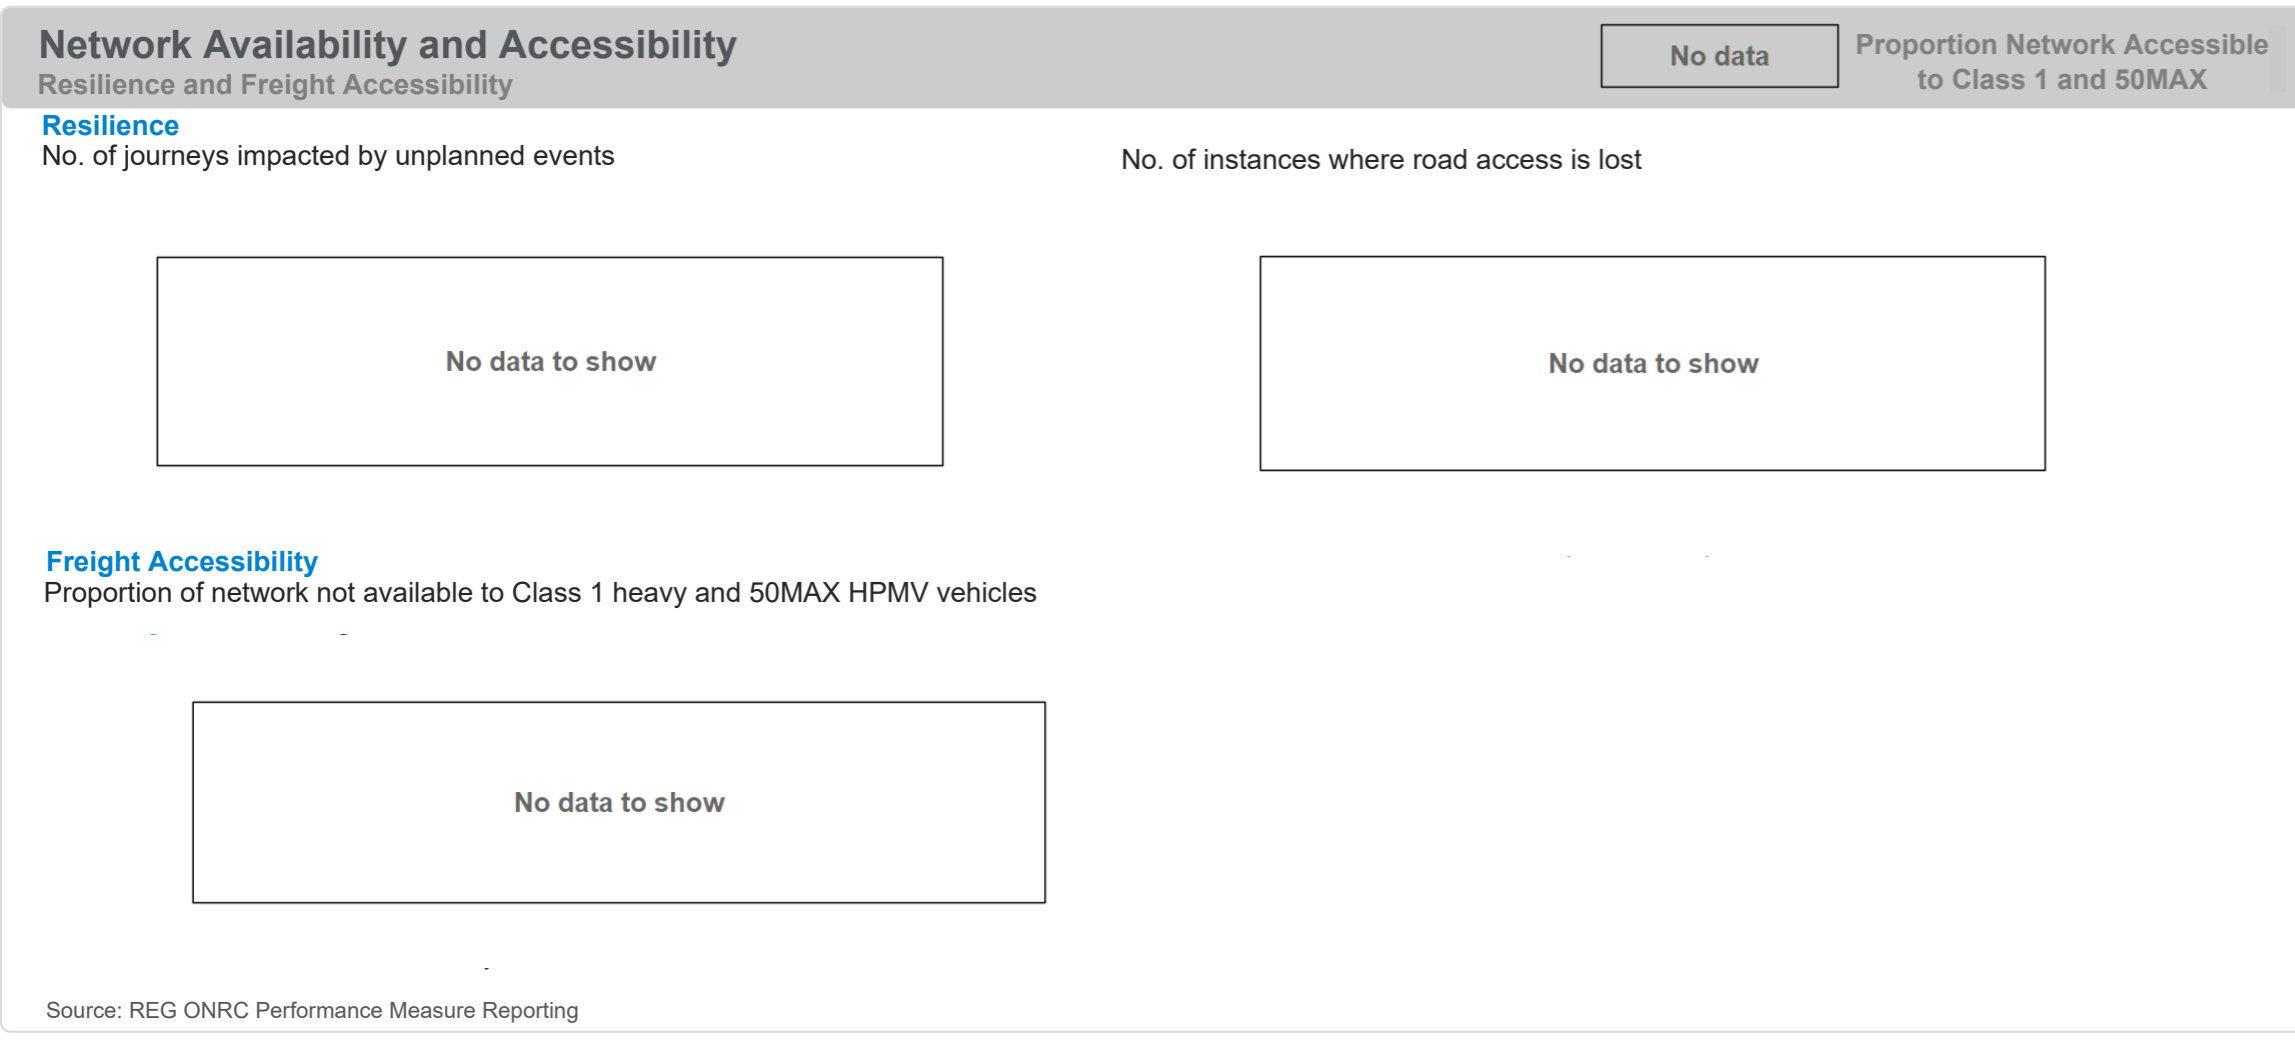 Network Availability and Accessibility
Resilience and Freight Accessibility
No data
Proportion Network Accessible
to Class 1 and 50MAX
Resilience
No. of journeys impacted by unplanned events
No. of instances where road access is lost
No data to show
No data to show
Freight Accessibility
Proportion of network not available to Class 1 heavy and 50MAX HPMV vehicles
No data to show
Source: REG ONRC Performance Measure Reporting